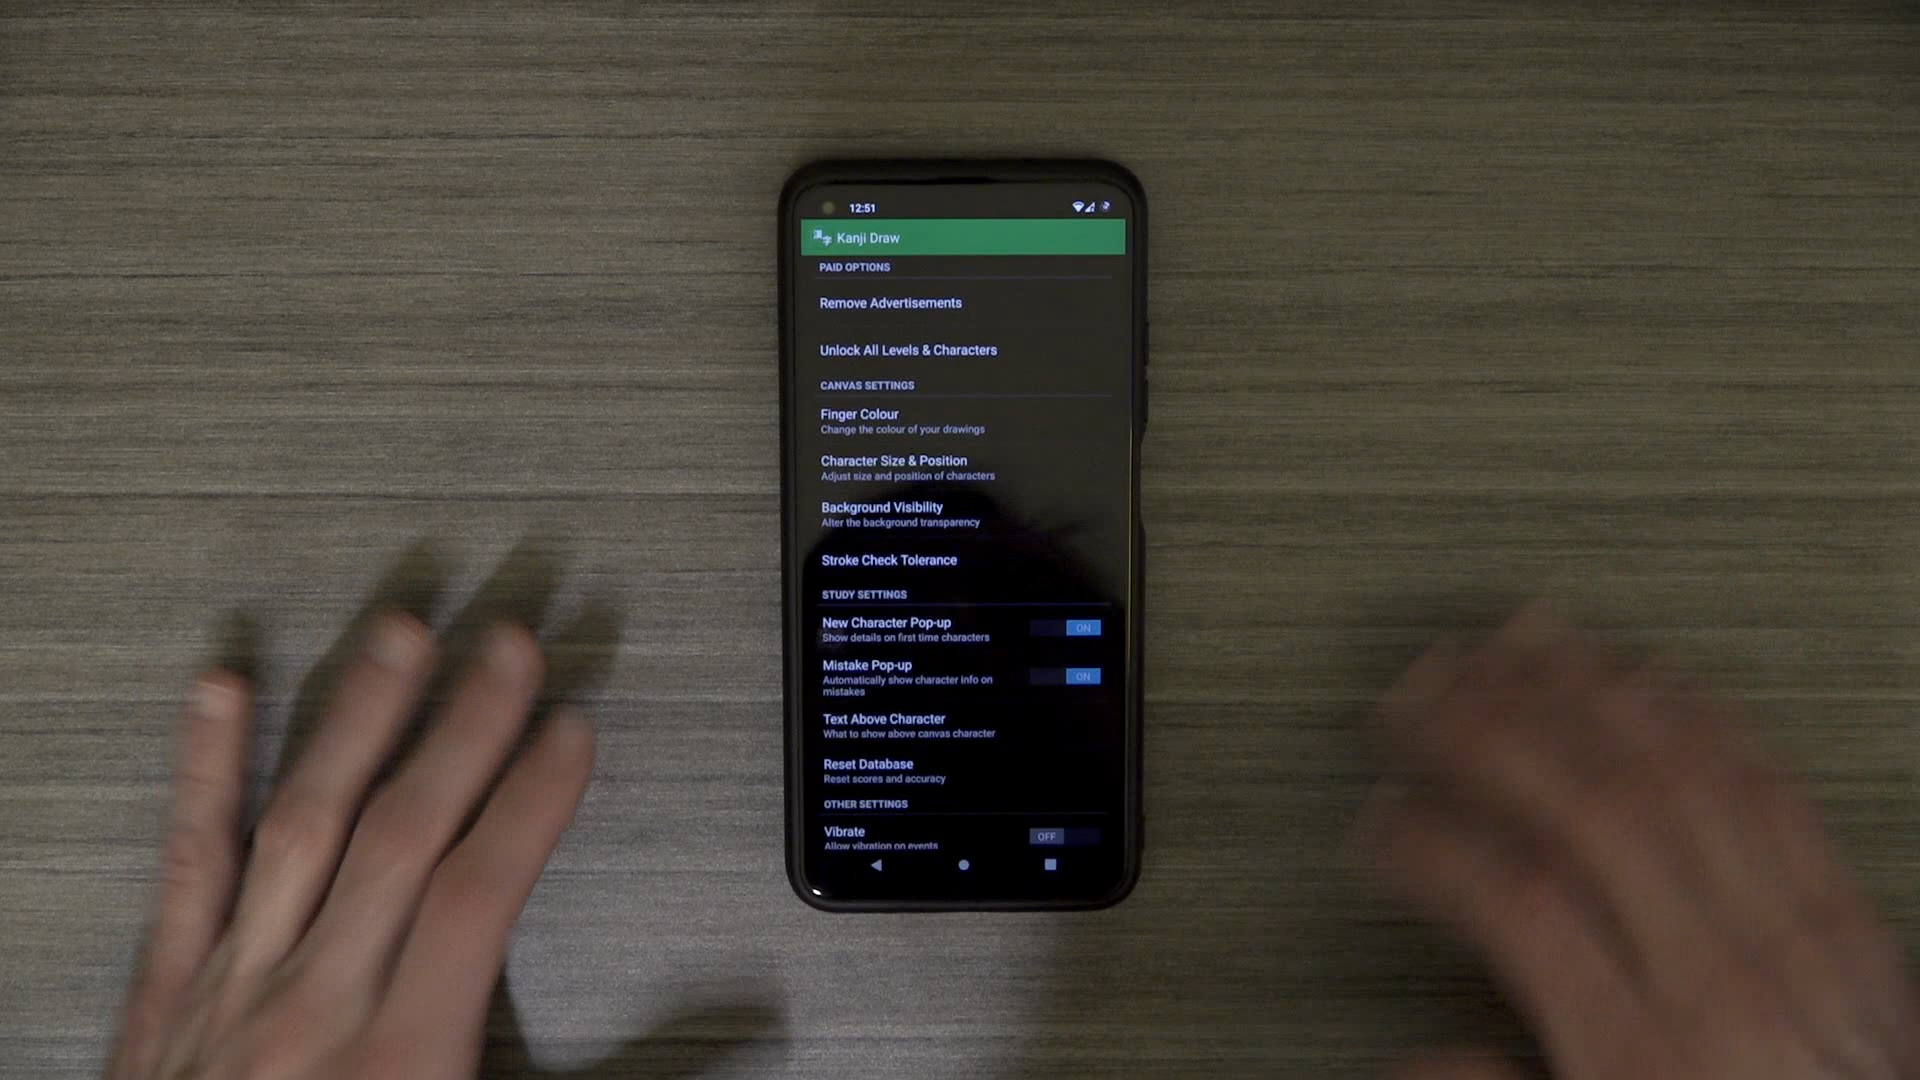 12:51
漢字 Kanji Draw
PAID OPTIONS
Remove Advertisements
Unlock All Levels & Characters
CANVAS SETTINGS
Finger Colour
Change the colour of your drawings
Character Size & Position
Adjust size and position of characters
Background Visibility
Alter the background transparency
Stroke Check Tolerance
STUDY SETTINGS
New Character Pop-up
Show details on first time characters
ON
Mistake Pop-up
Automatically show character info on
mistakes
ON
Text Above Character
What to show above canvas character
Reset Database
Reset scores and accuracy
OTHER SETTINGS
Vibrate
Allow vibration on events
OFF